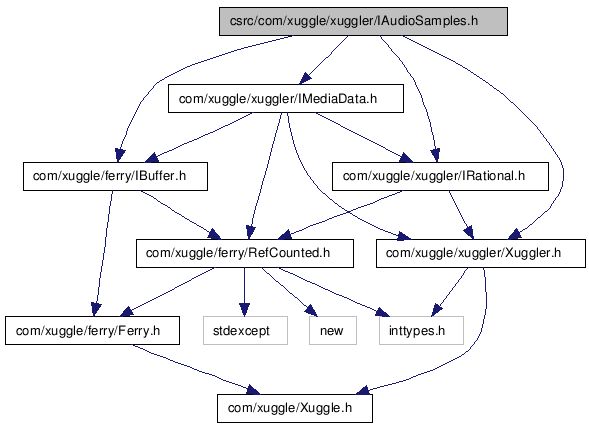 csrc/com/xuggle/xuggler/IAudioSamples.h
com/xuggle/xuggler/IMediaData.h
com/xuggle/ferry/IBuffer.h
com/xuggle/xuggler/IRational.h
com/xuggle/ferry/RefCounted.h
com/xuggle/xuggler/Xuggler.h
com/xuggle/ferry/Ferry.h
stdexcept
new
inttypes.h
com/xuggle/Xuggle.h